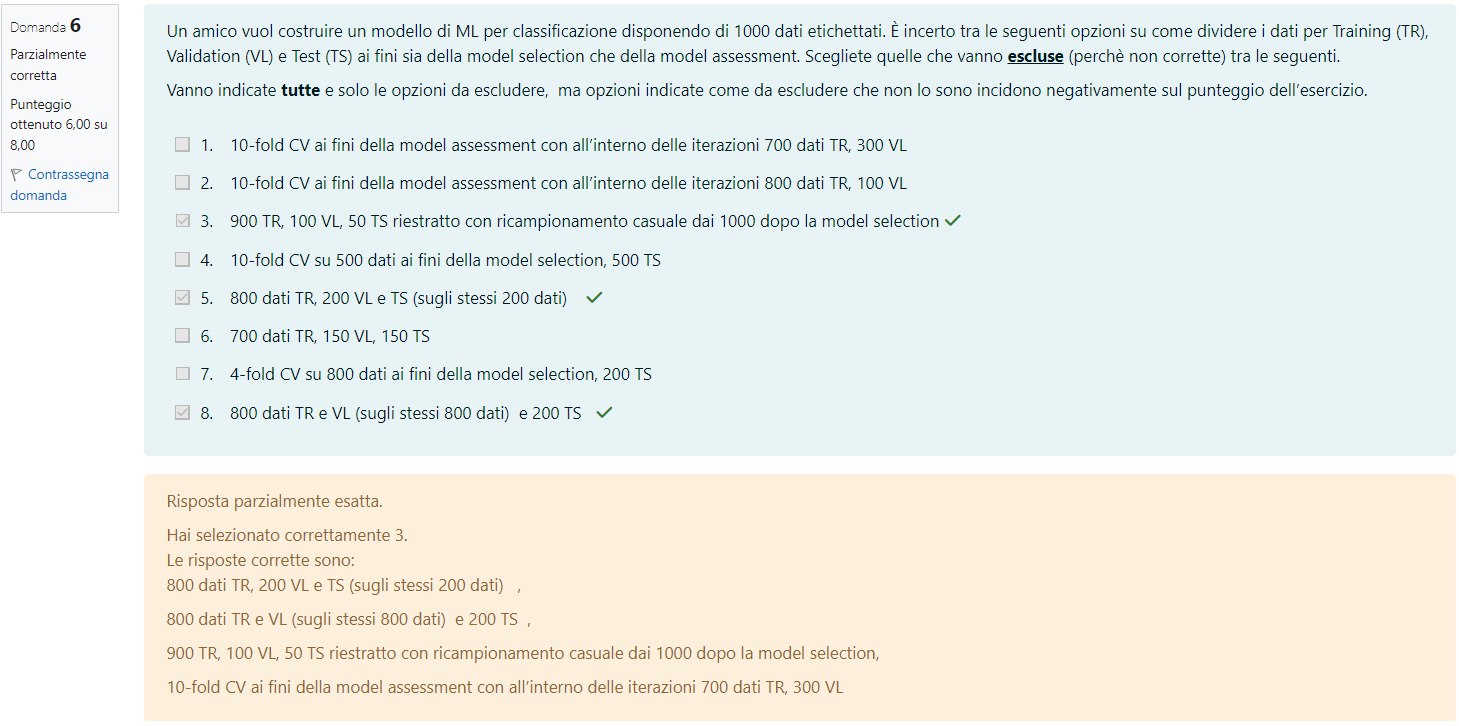 Domanda 6
Parzialmente
corretta
Punteggio
ottenuto 6,00 su
8,00
Contrassegna
domanda
Un amico vuol costruire un modello di ML per classificazione disponendo di 1000 dati etichettati. È incerto tra le seguenti opzioni su come dividere i dati per Training (TR),
Validation (VL) e Test (TS) ai fini sia della model selection che della model assessment. Scegliete quelle che vanno escluse (perchè non corrette) tra le seguenti.
Vanno indicate tutte e solo le opzioni da escludere, ma opzioni indicate come da escludere che non lo sono incidono negativamente sul punteggio dell'esercizio.
1. 10-fold CV ai fini della model assessment con all'interno delle iterazioni 700 dati TR, 300 VL
2. 10-fold CV ai fini della model assessment con all'interno delle iterazioni 800 dati TR, 100 VL
3. 900 TR, 100 VL, 50 TS riestratto con ricampionamento casuale dai 1000 dopo la model selection
4. 10-fold CV su 500 dati ai fini della model selection, 500 TS
5. 800 dati TR, 200 VL e TS (sugli stessi 200 dati)
6. 700 dati TR, 150 VL, 150 TS
7. 4-fold CV su 800 dati ai fini della model selection, 200 TS
8. 800 dati TR e VL (sugli stessi 800 dati) e 200 TS
Risposta parzialmente esatta.
Hai selezionato correttamente 3.
Le risposte corrette sono:
800 dati TR, 200 VL e TS (sugli stessi 200 dati) ,
800 dati TR e VL (sugli stessi 800 dati) e 200 TS ,
900 TR, 100 VL, 50 TS riestratto con ricampionamento casuale dai 1000 dopo la model selection,
10-fold CV ai fini della model assessment con all'interno delle iterazioni 700 dati TR, 300 VL